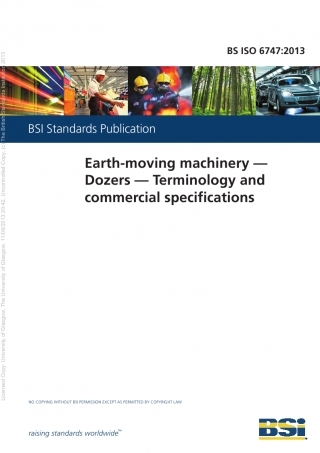 BS ISO 6747:2013
BSI Standards Publication
Earth-moving machinery —
Dozers — Terminology and
commercial specifications
NO COPYING WITHOUT BSI PERMISSION EXCEPT AS PERMITTED BY COPYRIGHT LAW
raising standards worldwide™
BSi